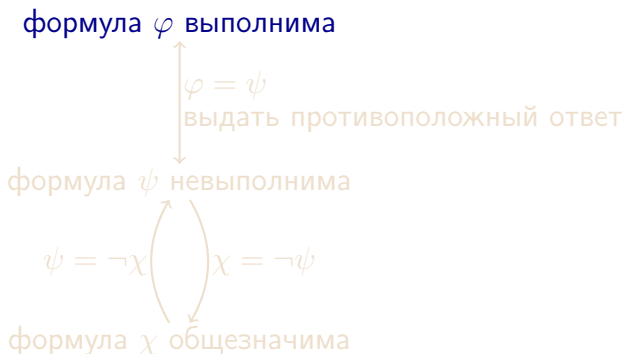 формула φ выполнима
φ = ψ
выдать противоположный ответ
формула ψ невыполнима
ψ = ¬χ χ = ¬ψ
формула χ общезначима